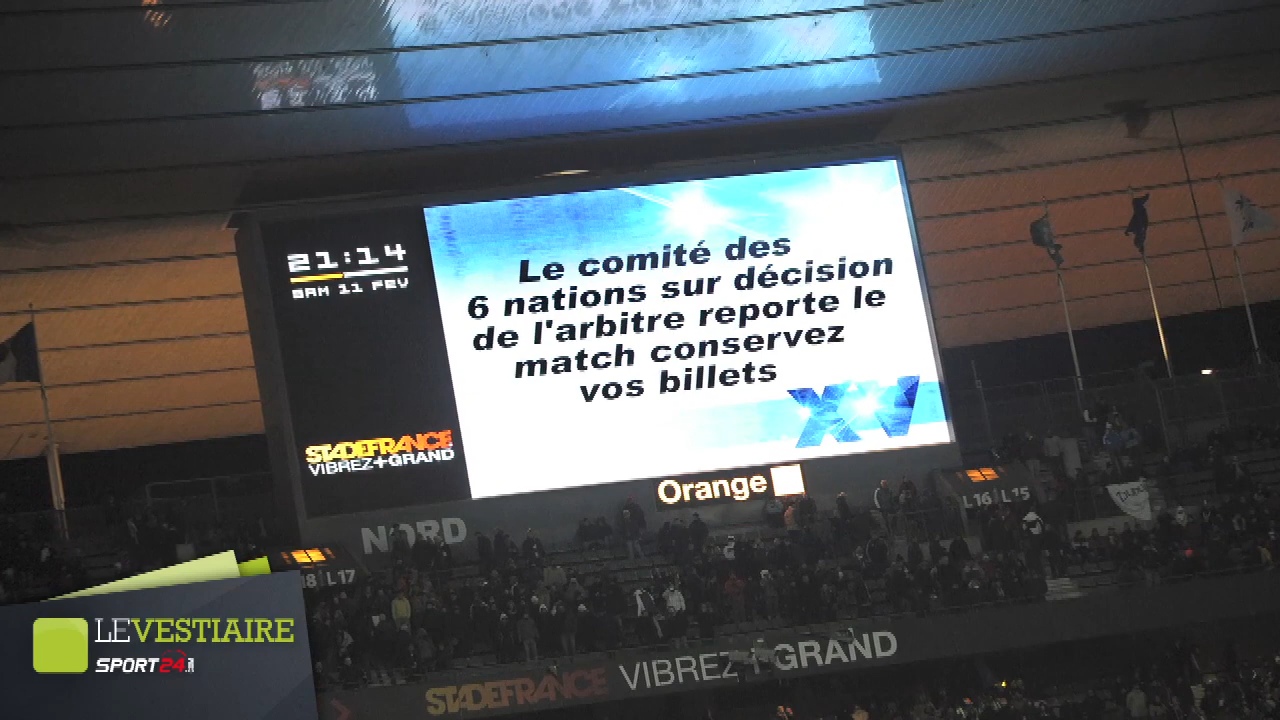 21:14
SAM 11 FEV
Le comité des
6 nations sur décision
de l'arbitre reporte le
match conservez
vos billets
XV
STADEFRANCE
VIBREZ+GRAND
Orange
NORD
L16 L15
18 L17
STADEFRANCE VIBREZ+GRAND
LEVESTIAIRE
SPORT24